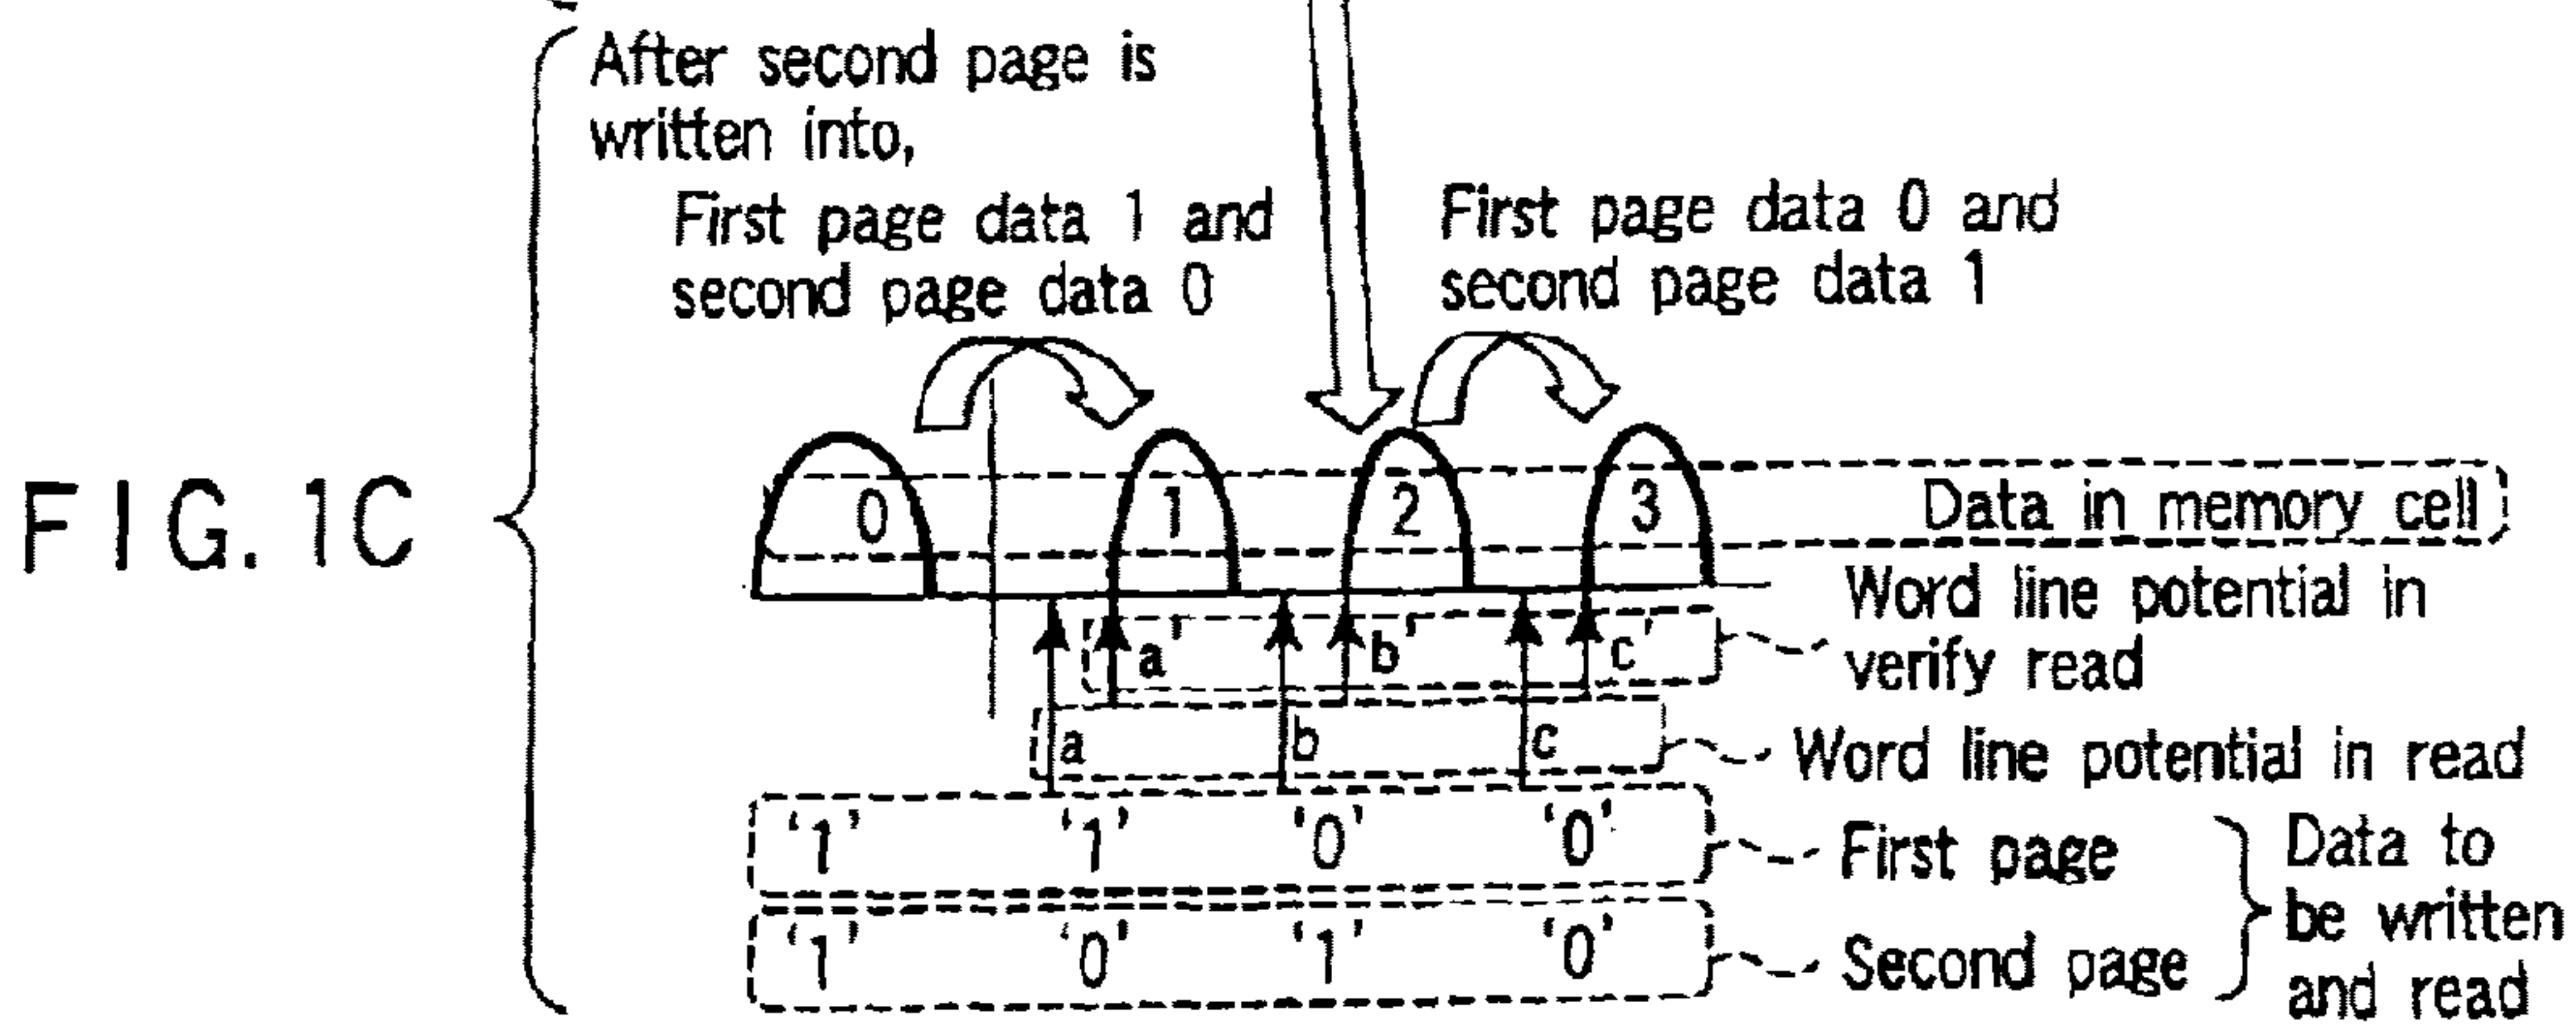 After second page is
written into,
First page data 1 and
second page data 0
First page data 0 and
second page data 1
FIG. 1C
0 1 2 3 Data in memory cell
a' b' c' Word line potential in
verify read
a b c Word line potential in read
'1' '1' '0' '0' First page
'1' '0' '1' '0' Second page
Data to
be written
and read